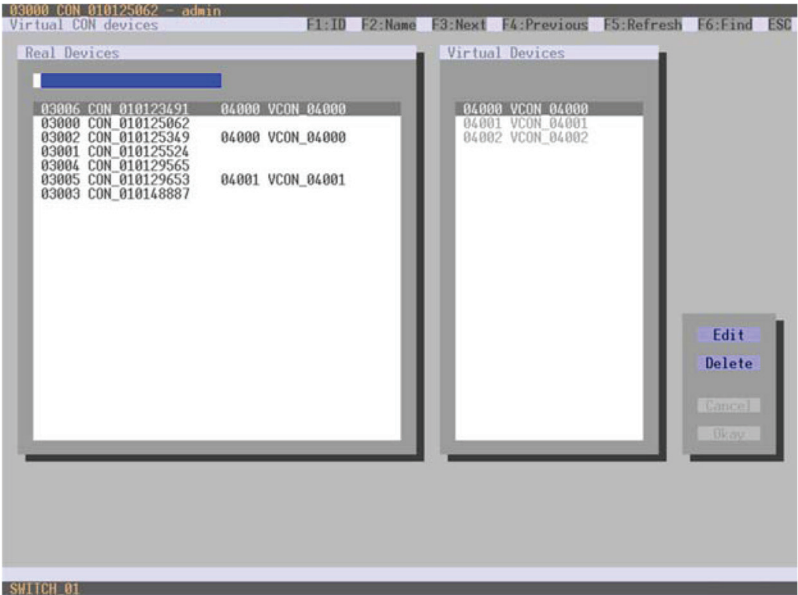 03000 CON_010125062 - admin
Virtual CON devices F1:ID F2:Name F3:Next F4:Previous F5:Refresh F6:Find ESC
Real Devices
03006 CON_010123491 04000 VCON_04000
03000 CON_010125062
03002 CON_010125349 04000 VCON_04000
03001 CON_010125524
03004 CON_010129565
03005 CON_010129653 04001 VCON_04001
03003 CON_010148887
Virtual Devices
04000 VCON_04000
04001 VCON_04001
04002 VCON_04002
Edit
Delete
Cancel
Okay
SWITCH_01